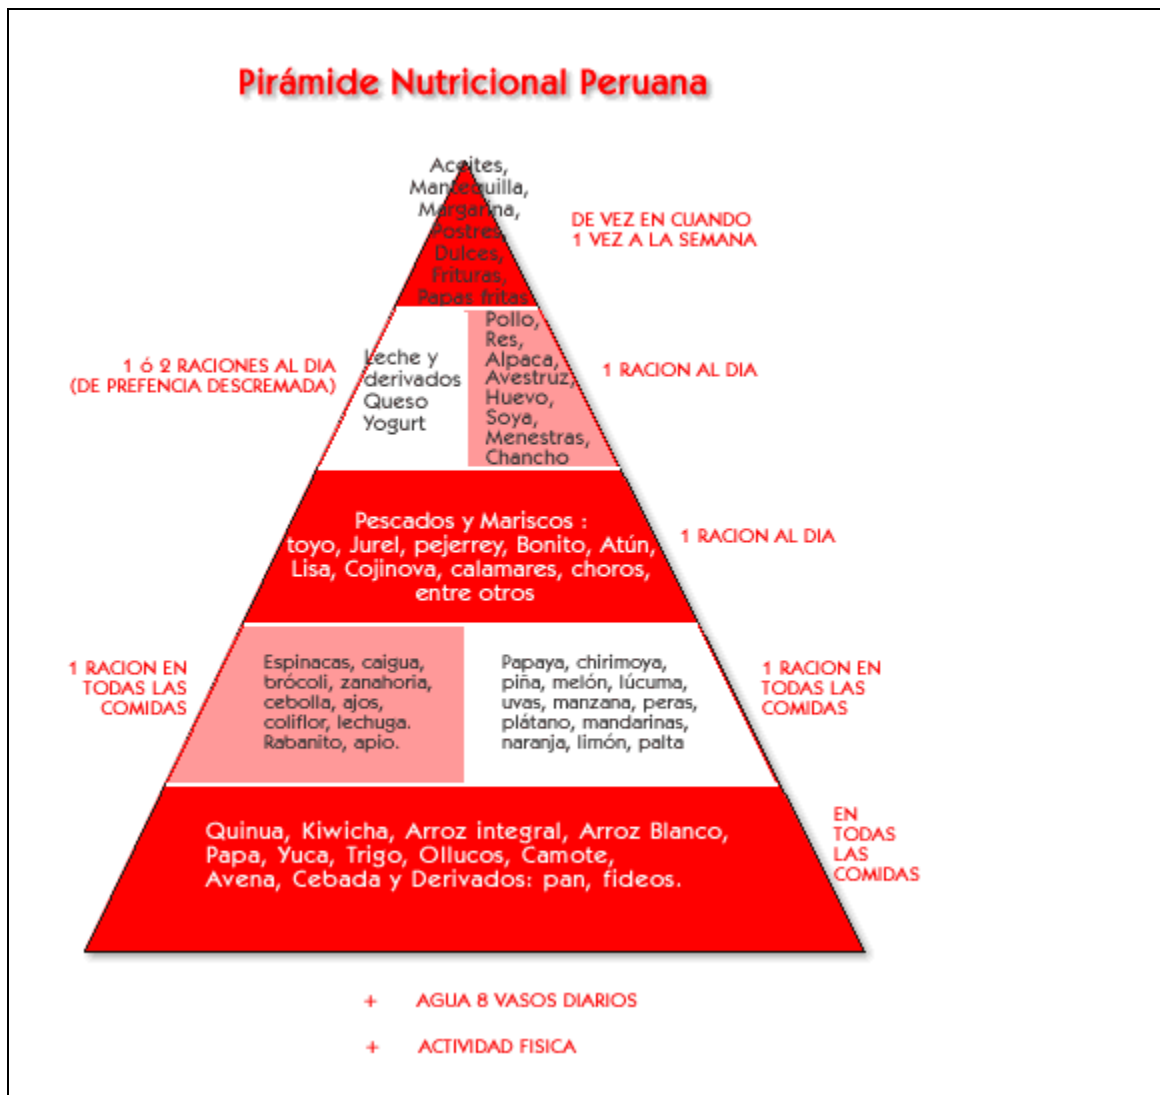 Pirámide Nutricional Peruana
Aceites,
Mantequilla,
Margarina,
Postres,
Dulces,
Frituras,
Papas fritas
DE VEZ EN CUANDO
1 VEZ A LA SEMANA
1 ó 2 RACIONES AL DIA
(DE PREFENCIA DESCREMADA)
Leche y
derivados
Queso
Yogurt
Pollo,
Res,
Alpaca,
Avestruz,
Huevo,
Soya,
Menestras,
Chancho
1 RACION AL DIA
Pescados y Mariscos :
toyo, Jurel, pejerrey, Bonito, Atún,
Lisa, Cojinova, calamares, choros,
entre otros
1 RACION AL DIA
1 RACION EN
TODAS LAS
COMIDAS
Espinacas, caigua,
brócoli, zanahoria,
cebolla, ajos,
coliflor, lechuga.
Rabanito, apio.
Papaya, chirimoya,
piña, melón, lúcuma,
uvas, manzana, peras,
plátano, mandarinas,
naranja, limón, palta
1 RACION EN
TODAS LAS
COMIDAS
Quinua, Kiwicha, Arroz integral, Arroz Blanco,
Papa, Yuca, Trigo, Ollucos, Camote,
Avena, Cebada y Derivados: pan, fideos.
EN
TODAS
LAS
COMIDAS
+ AGUA 8 VASOS DIARIOS
+ ACTIVIDAD FISICA